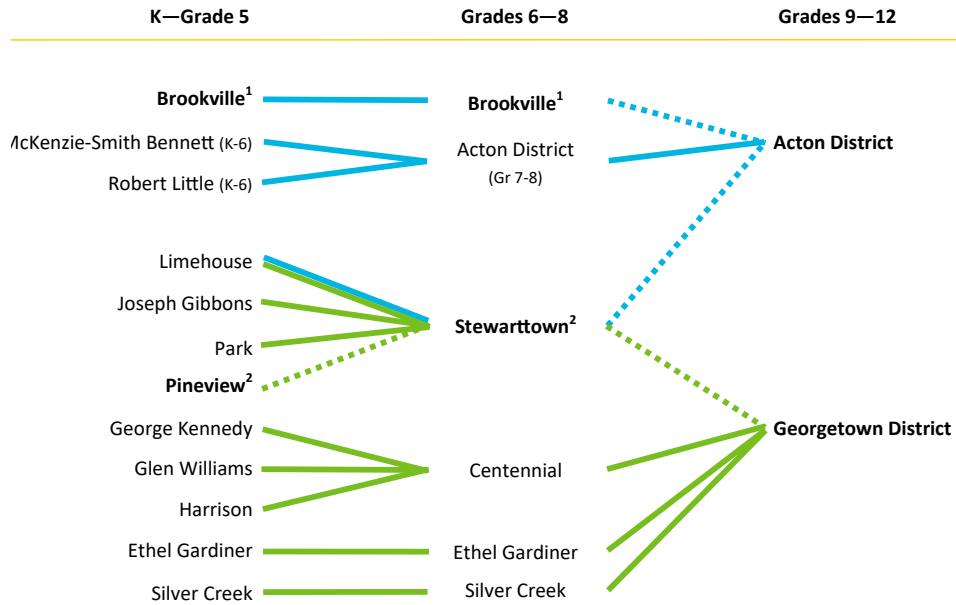 K—Grade 5 Grades 6—8 Grades 9—12
Brookville¹ Brookville¹
McKenzie-Smith Bennett (K-6) Acton District Acton District
Robert Little (K-6) (Gr 7-8)
Limehouse
Joseph Gibbons
Stewarttown²
Park
Pineview²
George Kennedy Georgetown District
Glen Williams Centennial
Harrison
Ethel Gardiner Ethel Gardiner
Silver Creek Silver Creek